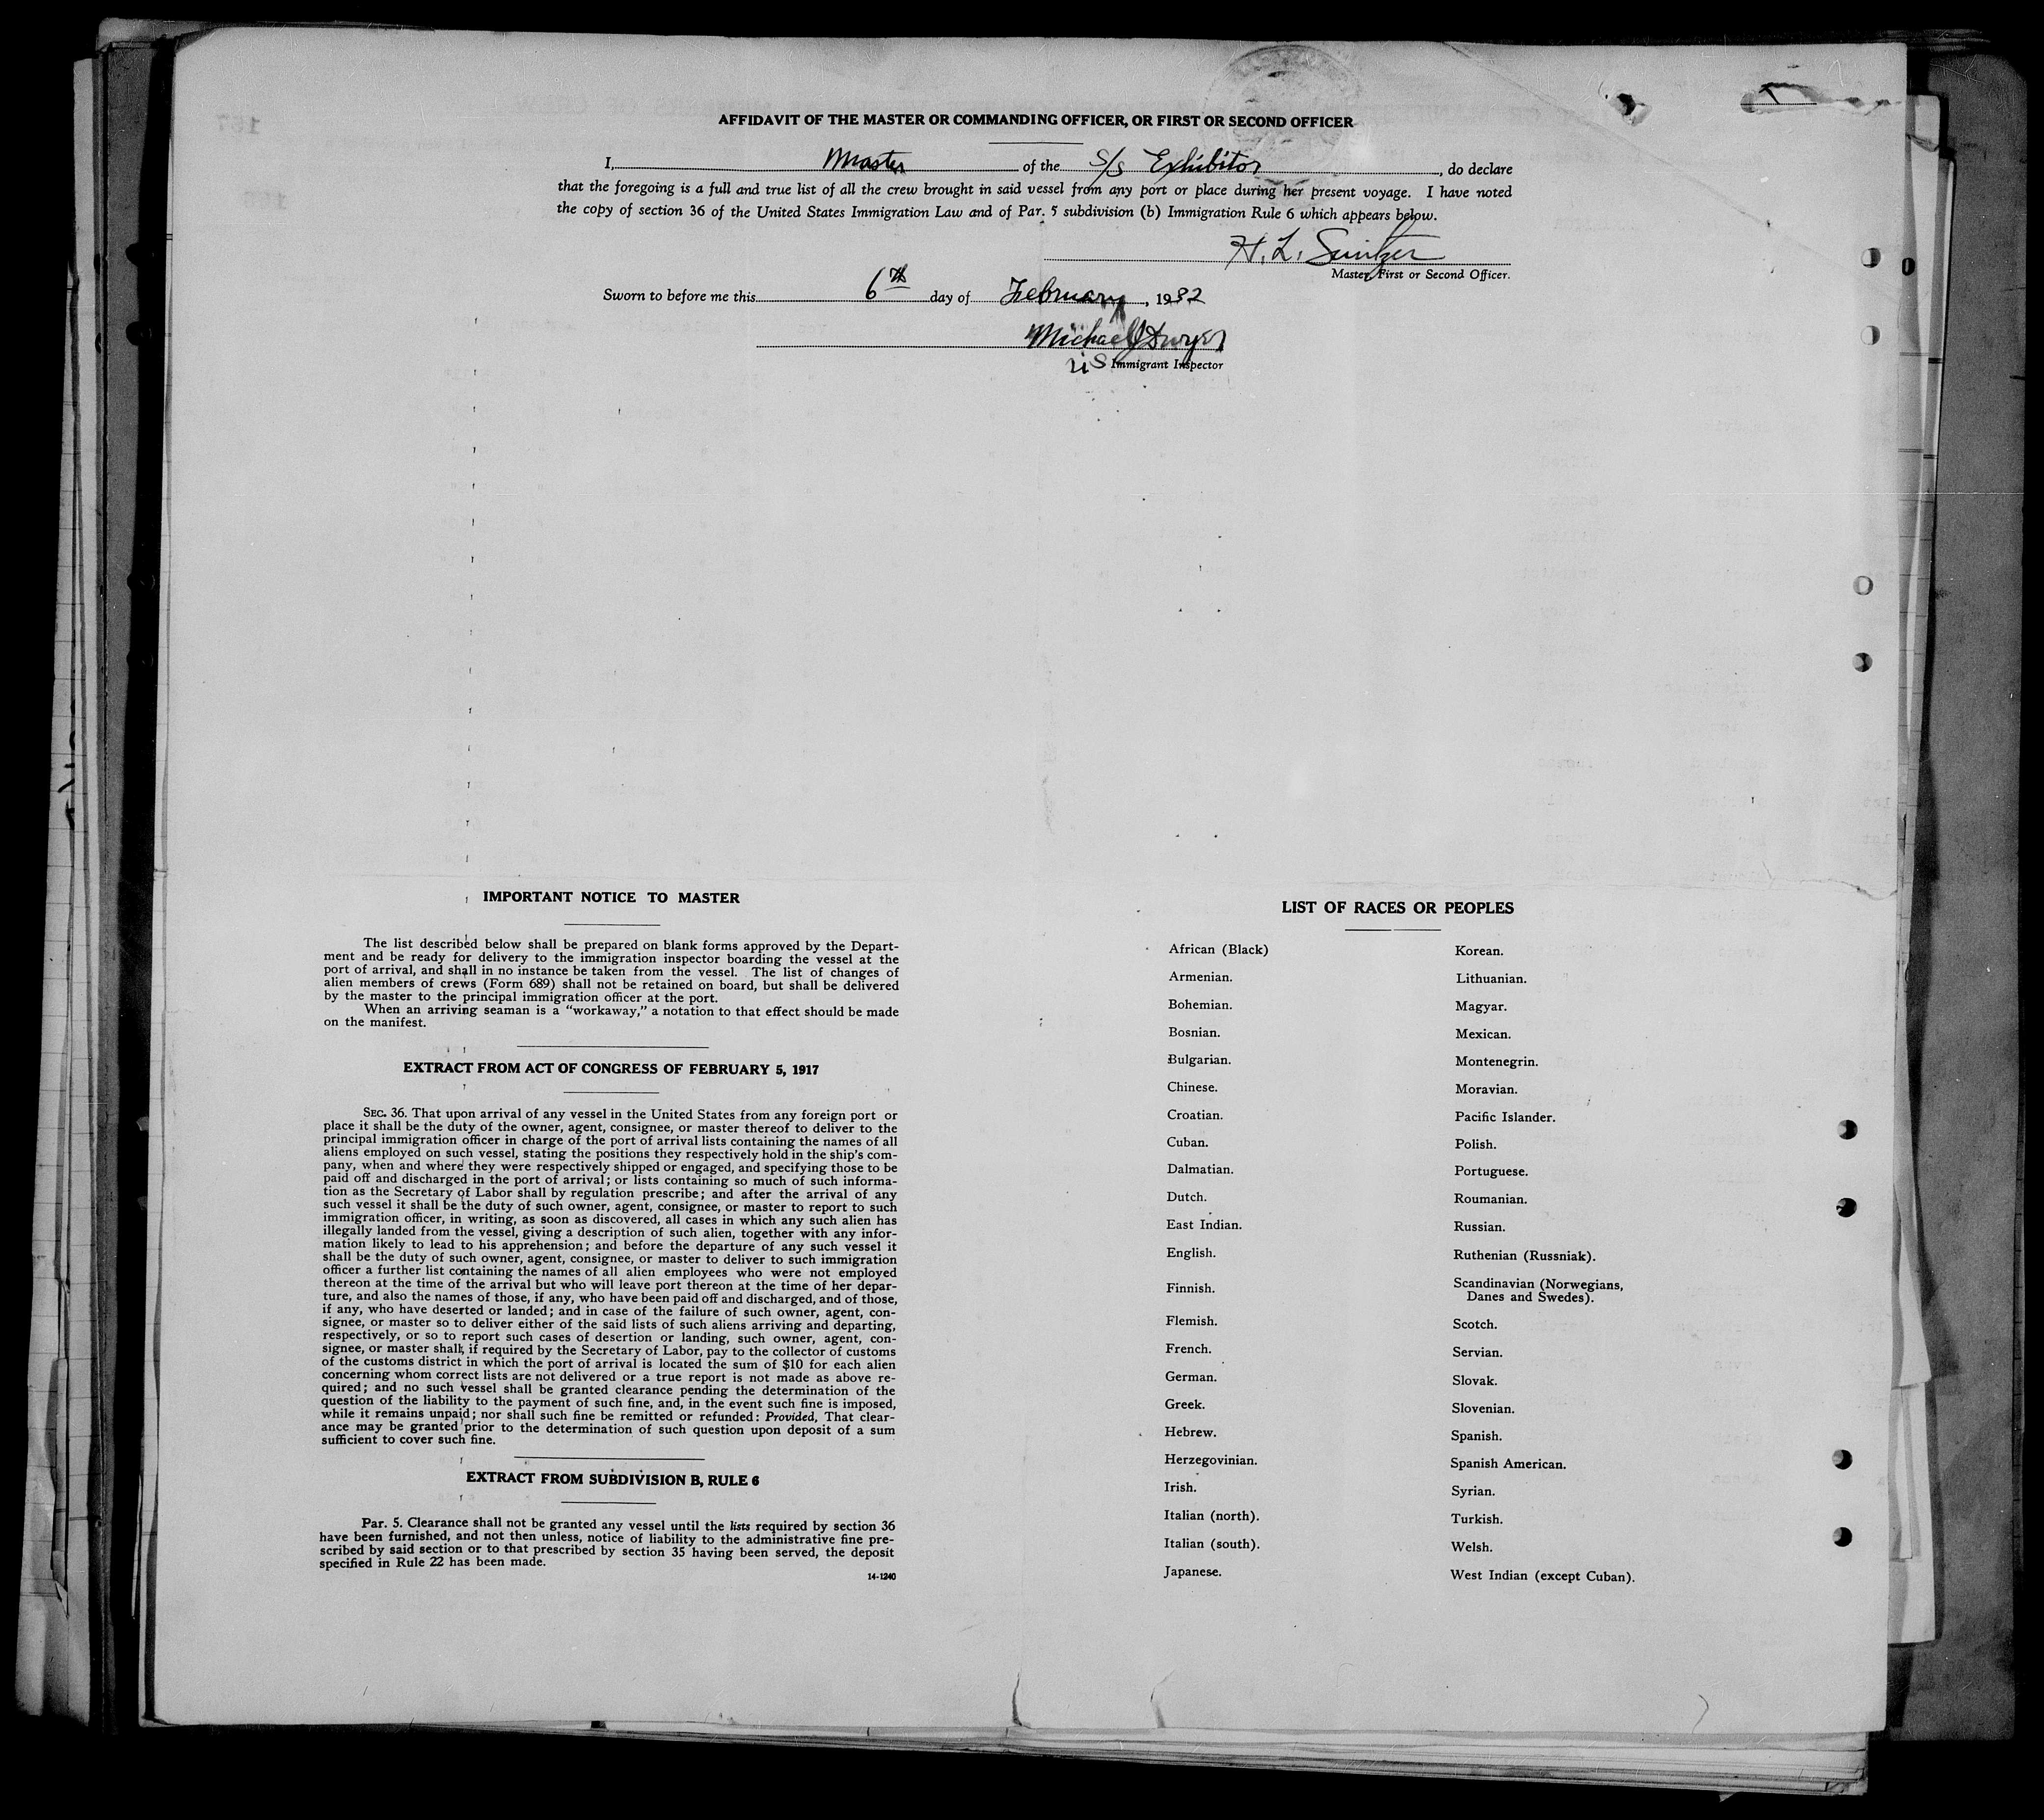 AFFIDAVIT OF THE MASTER OR COMMANDING OFFICER, OR FIRST OR SECOND OFFICER
I, Master of the S/S Exhibitor, do declare
that the foregoing is a full and true list of all the crew brought in said vessel from any port or place during her present voyage. I have noted
the copy of section 36 of the United States Immigration Law and of Par. 5 subdivision (b) Immigration Rule 6 which appears below.
H. L.
Master, First or Second Officer.
Sworn to before me this 6th day of February, 1932
Michael J Dwyer
US Immigrant Inspector
IMPORTANT NOTICE TO MASTER
The list described below shall be prepared on blank forms approved by the Depart-
ment and be ready for delivery to the immigration inspector boarding the vessel at the
port of arrival, and shall in no instance be taken from the vessel. The list of changes of
alien members of crews (Form 689) shall not be retained on board, but shall be delivered
by the master to the principal immigration officer at the port.
When an arriving seaman is a "workaway," a notation to that effect should be made
on the manifest.
EXTRACT FROM ACT OF CONGRESS OF FEBRUARY 5, 1917
SEC. 36. That upon arrival of any vessel in the United States from any foreign port or
place it shall be the duty of the owner, agent, consignee, or master thereof to deliver to the
principal immigration officer in charge of the port of arrival lists containing the names of all
aliens employed on such vessel, stating the positions they respectively hold in the ship's com-
pany, when and where they were respectively shipped or engaged, and specifying those to be
paid off and discharged in the port of arrival; or lists containing so much of such informa-
tion as the Secretary of Labor shall by regulation prescribe; and after the arrival of any
such vessel it shall be the duty of such owner, agent, consignee, or master to report to such
immigration officer, in writing, as soon as discovered, all cases in which any such alien has
illegally landed from the vessel, giving a description of such alien, together with any infor-
mation likely to lead to his apprehension; and before the departure of any such vessel it
shall be the duty of such owner, agent, consignee, or master to deliver to such immigration
officer a further list containing the names of all alien employees who were not employed
thereon at the time of the arrival but who will leave port thereon at the time of her depar-
ture, and also the names of those, if any, who have been paid off and discharged, and of those,
if any, who have deserted or landed; and in case of the failure of such owner, agent, con-
signee, or master so to deliver either of the said lists of such aliens arriving and departing,
respectively, or so to report such cases of desertion or landing, such owner, agent, con-
signee, or master shall, if required by the Secretary of Labor, pay to the collector of customs
of the customs district in which the port of arrival is located the sum of $10 for each alien
concerning whom correct lists are not delivered or a true report is not made as above re-
quired; and no such vessel shall be granted clearance pending the determination of the
question of the liability to the payment of such fine, and, in the event such fine is imposed,
while it remains unpaid; nor shall such fine be remitted or refunded: Provided, That clear-
ance may be granted prior to the determination of such question upon deposit of a sum
sufficient to cover such fine.
EXTRACT FROM SUBDIVISION B, RULE 6
Par. 5. Clearance shall not be granted any vessel until the lists required by section 36
have been furnished, and not then unless, notice of liability to the administrative fine pre-
scribed by said section or to that prescribed by section 35 having been served, the deposit
specified in Rule 22 has been made.
14-1240
LIST OF RACES OR PEOPLES
African (Black)
Armenian.
Bohemian.
Bosnian.
Bulgarian.
Chinese.
Croatian.
Cuban.
Dalmatian.
Dutch.
East Indian.
English.
Finnish.
Flemish.
French.
German.
Greek.
Hebrew.
Herzegovinian.
Irish.
Italian (north).
Italian (south).
Japanese.
Korean.
Lithuanian.
Magyar.
Mexican.
Montenegrin.
Moravian.
Pacific Islander.
Polish.
Portuguese.
Roumanian.
Russian.
Ruthenian (Russniak).
Scandinavian (Norwegians,
Danes and Swedes).
Scotch.
Servian.
Slovak.
Slovenian.
Spanish.
Spanish American.
Syrian.
Turkish.
Welsh.
West Indian (except Cuban).